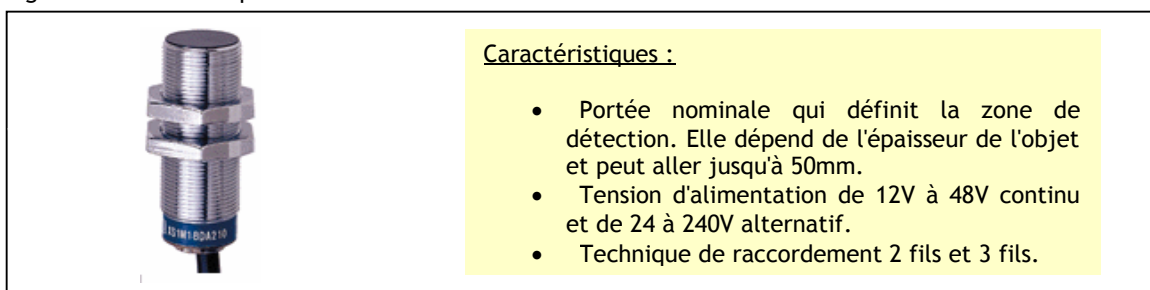 Caractéristiques :
• Portée nominale qui définit la zone de
détection. Elle dépend de l'épaisseur de l'objet
et peut aller jusqu'à 50mm.
• Tension d'alimentation de 12V à 48V continu
et de 24 à 240V alternatif.
• Technique de raccordement 2 fils et 3 fils.
XS1M18DA210